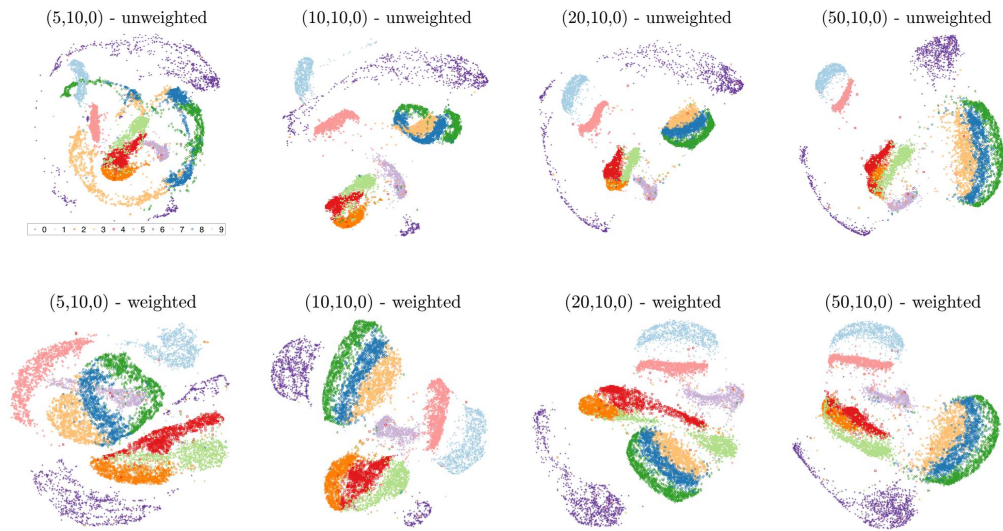 (5,10,0) - unweighted
(10,10,0) - unweighted
(20,10,0) - unweighted
(50,10,0) - unweighted
0 1 2 3 4 5 6 7 8 9
(5,10,0) - weighted
(10,10,0) - weighted
(20,10,0) - weighted
(50,10,0) - weighted